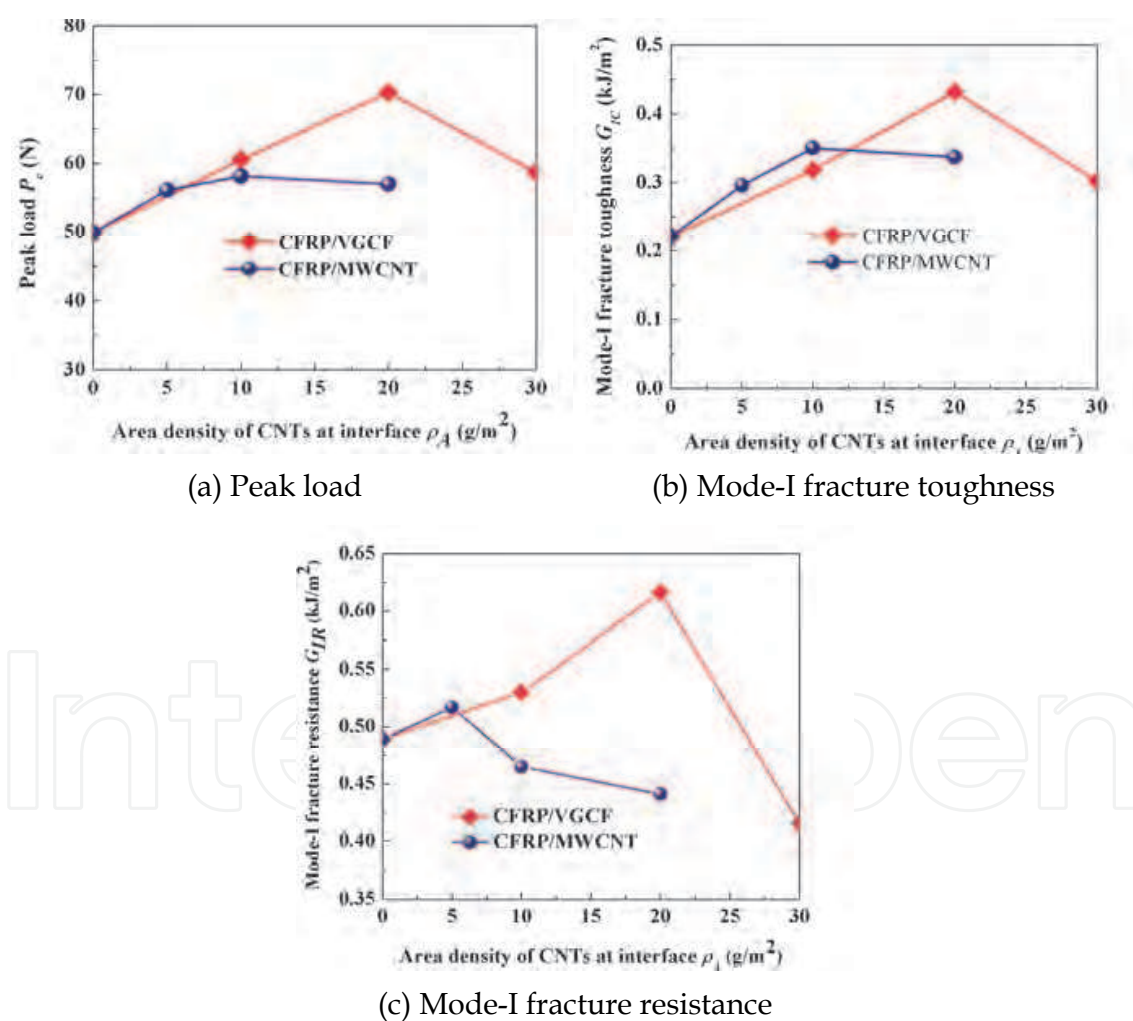 80
70
60
50
40
30
Peak load P_c (N)
CFRP/VGCF
CFRP/MWCNT
0 5 10 15 20 25 30
Area density of CNTs at interface ρ_A (g/m²)
(a) Peak load
0.5
0.4
0.3
0.2
0.1
0.0
Mode-I fracture toughness G_IC (kJ/m²)
CFRP/VGCF
CFRP/MWCNT
0 5 10 15 20 25 30
Area density of CNTs at interface ρ (g/m²)
(b) Mode-I fracture toughness
0.65
0.60
0.55
0.50
0.45
0.40
0.35
Mode-I fracture resistance G_IR (kJ/m²)
CFRP/VGCF
CFRP/MWCNT
0 5 10 15 20 25 30
Area density of CNTs at interface ρ_A (g/m²)
(c) Mode-I fracture resistance